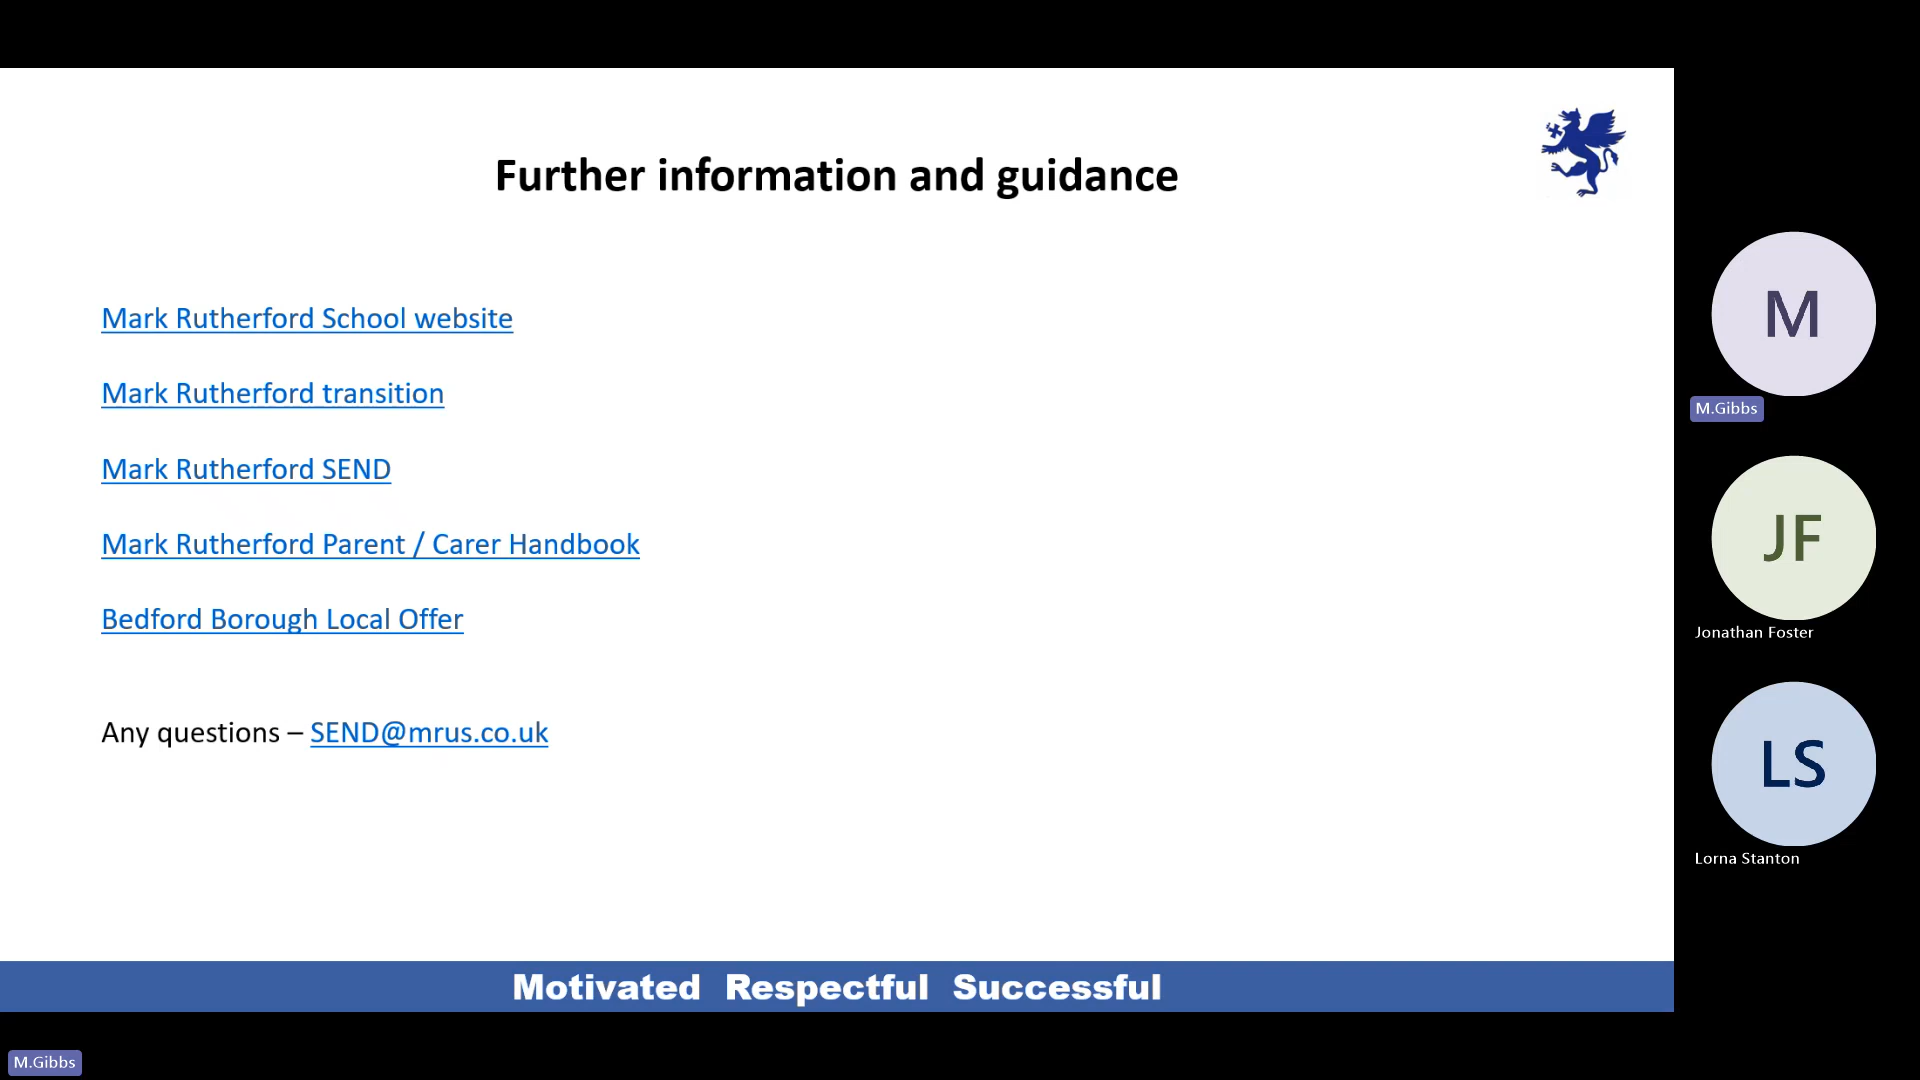 Further information and guidance
Mark Rutherford School website
Mark Rutherford transition
Mark Rutherford SEND
Mark Rutherford Parent / Carer Handbook
Bedford Borough Local Offer
Any questions – SEND@mrus.co.uk
Motivated Respectful Successful
M
M.Gibbs
JF
Jonathan Foster
LS
Lorna Stanton
M.Gibbs